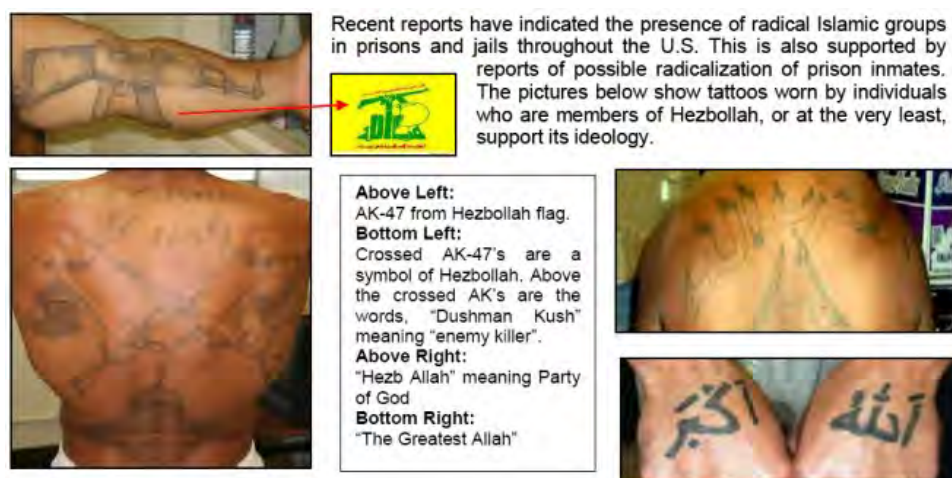 Recent reports have indicated the presence of radical Islamic groups
in prisons and jails throughout the U.S. This is also supported by
reports of possible radicalization of prison inmates.
The pictures below show tattoos worn by individuals
who are members of Hezbollah, or at the very least,
support its ideology.
Above Left:
AK-47 from Hezbollah flag.
Bottom Left:
Crossed AK-47's are a
symbol of Hezbollah. Above
the crossed AK's are the
words, “Dushman Kush”
meaning “enemy killer”.
Above Right:
“Hezb Allah” meaning Party
of God
Bottom Right:
“The Greatest Allah”
الله أكبر